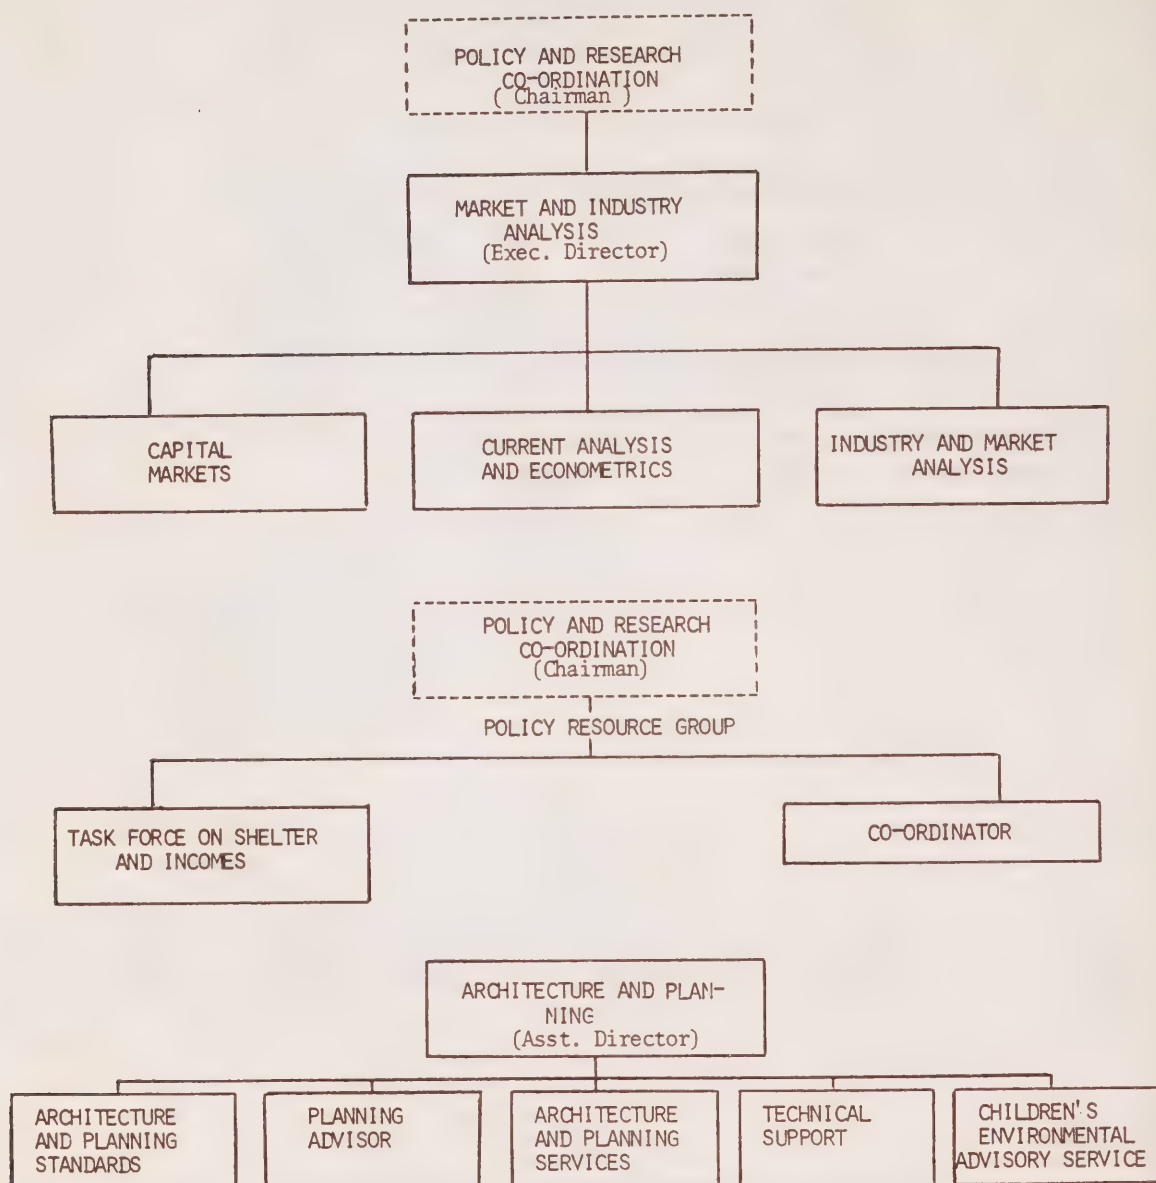 POLICY AND RESEARCH
CO-ORDINATION
( Chairman )
MARKET AND INDUSTRY
ANALYSIS
(Exec. Director)
CAPITAL
MARKETS
CURRENT ANALYSIS
AND ECONOMETRICS
INDUSTRY AND MARKET
ANALYSIS
POLICY AND RESEARCH
CO-ORDINATION
(Chairman)
POLICY RESOURCE GROUP
TASK FORCE ON SHELTER
AND INCOMES
CO-ORDINATOR
ARCHITECTURE AND PLAN-
NING
(Asst. Director)
ARCHITECTURE
AND PLANNING
STANDARDS
PLANNING
ADVISOR
ARCHITECTURE
AND PLANNING
SERVICES
TECHNICAL
SUPPORT
CHILDREN'S
ENVIRONMENTAL
ADVISORY SERVICE